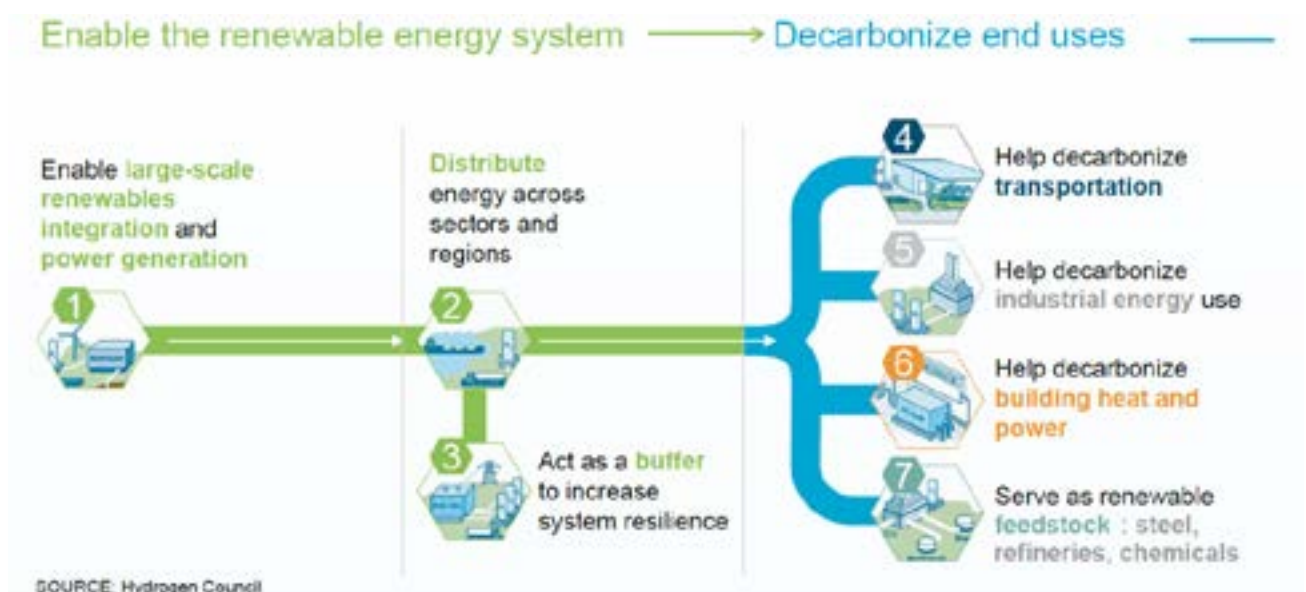 Enable the renewable energy system
Decarbonize end uses
1
Enable large-scale
renewables
integration and
power generation
2
Distribute
energy across
sectors and
regions
3
Act as a buffer
to increase
system resilience
4
Help decarbonize
transportation
5
Help decarbonize
industrial energy use
6
Help decarbonize
building heat and
power
7
Serve as renewable
feedstock : steel,
refineries, chemicals
SOURCE: Hydrogen Council